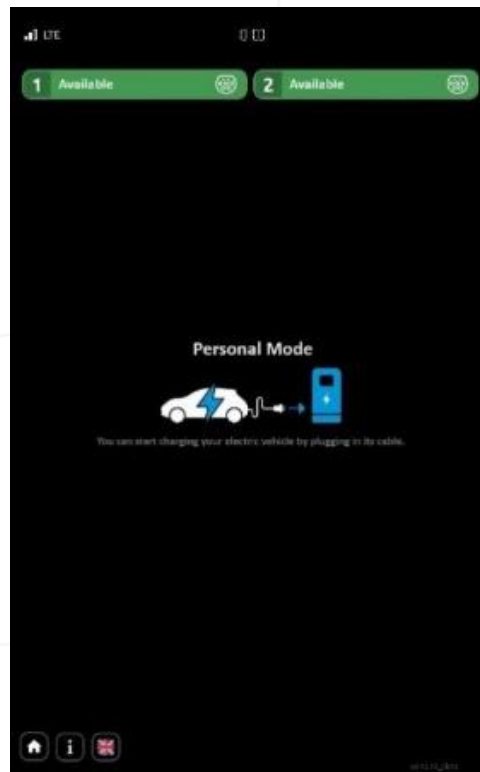 LTE
1 Available
2 Available
Personal Mode
You can start charging your electric vehicle by plugging in its cable.
i